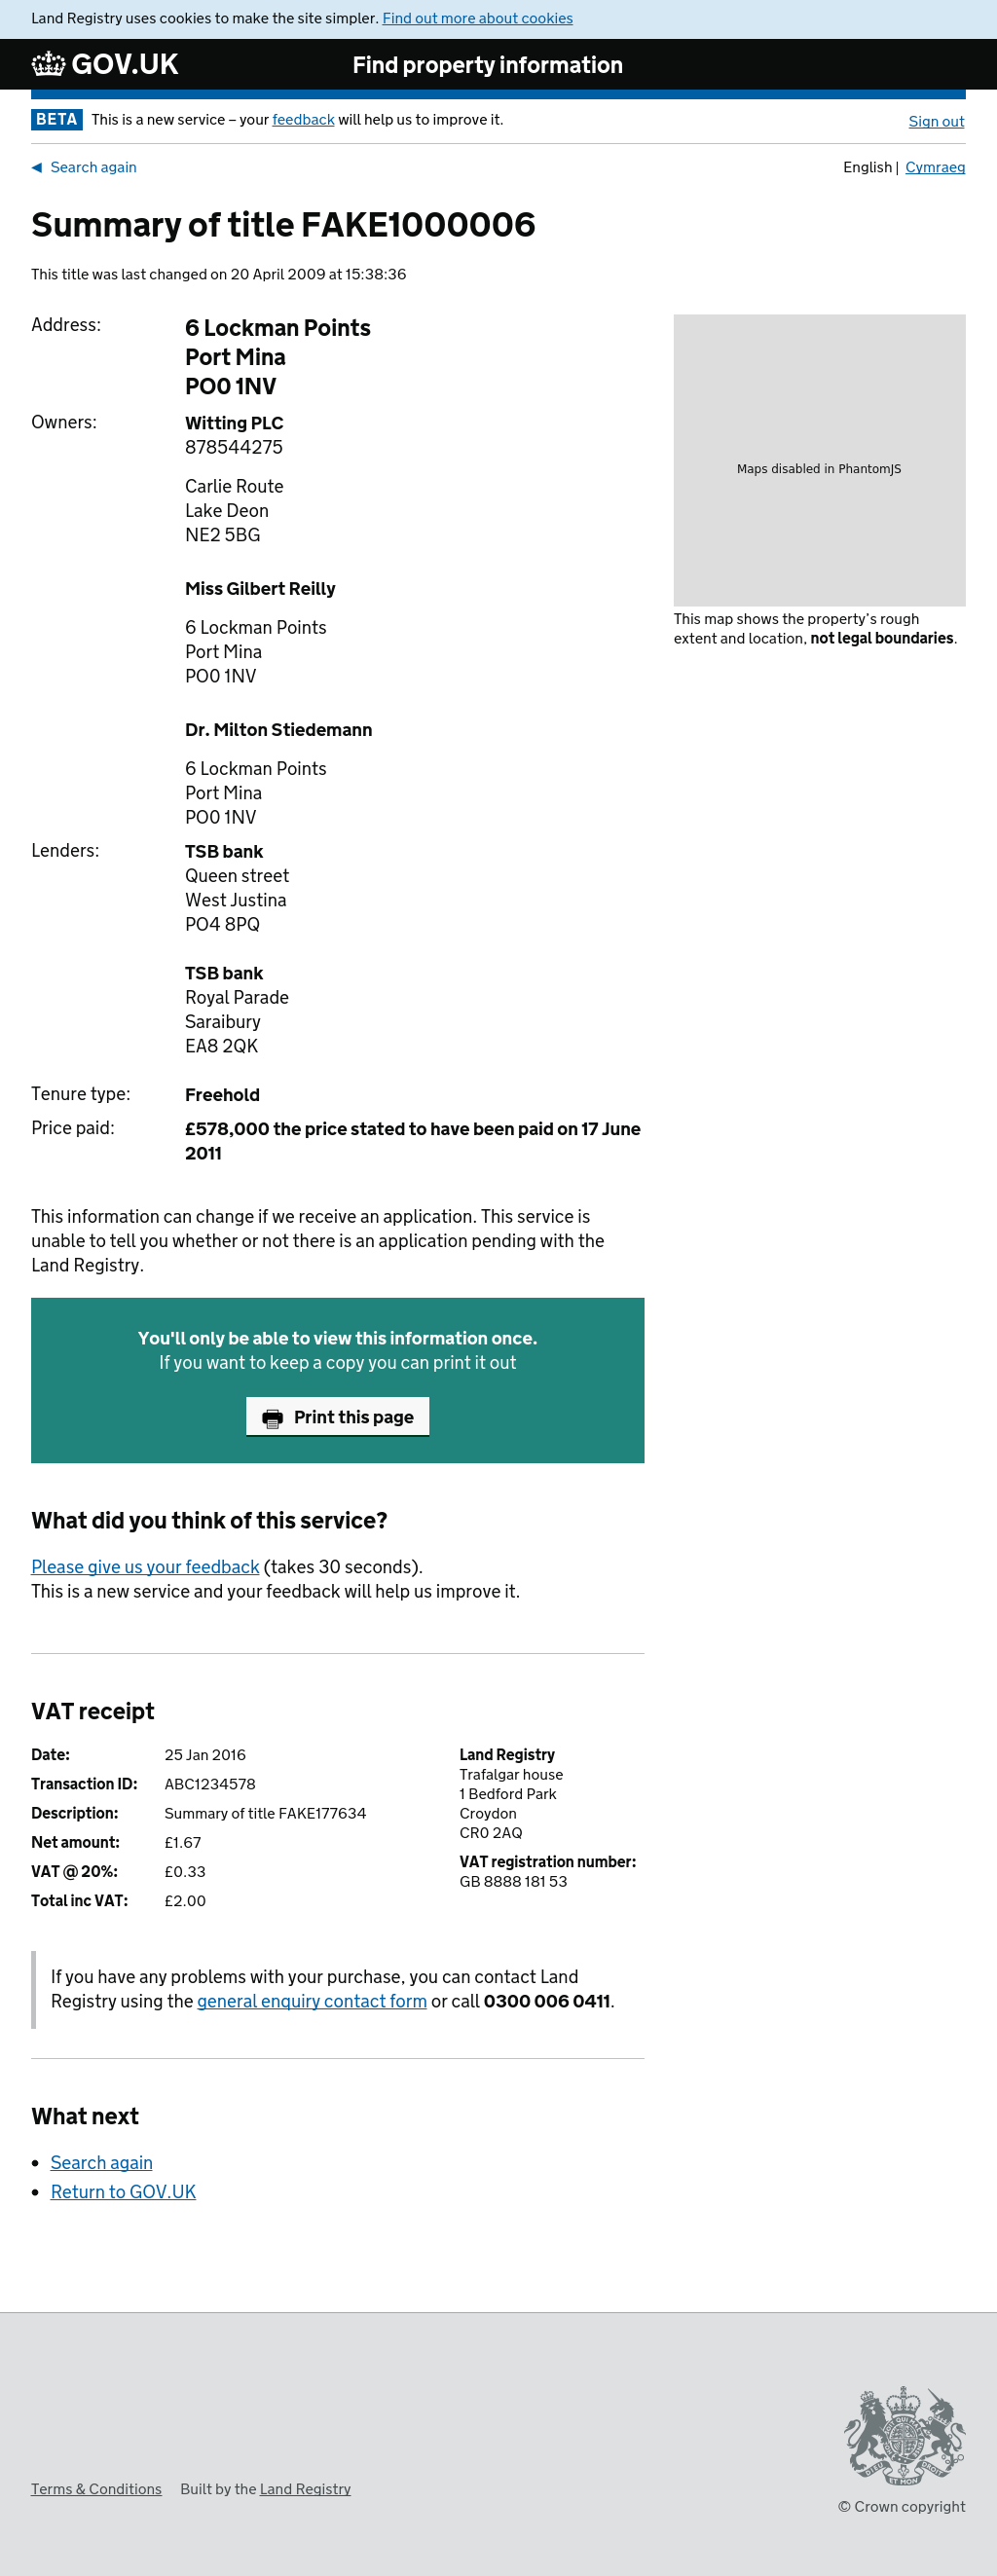 Land Registry uses cookies to make the site simpler. Find out more about cookies
GOV.UK
Find property information
BETA This is a new service – your feedback will help us to improve it.
Sign out
Search again
English | Cymraeg
Summary of title FAKE1000006
This title was last changed on 20 April 2009 at 15:38:36
Address:
6 Lockman Points
Port Mina
PO0 1NV
Owners:
Witting PLC
878544275
Carlie Route
Lake Deon
NE2 5BG
Miss Gilbert Reilly
6 Lockman Points
Port Mina
PO0 1NV
Dr. Milton Stiedemann
6 Lockman Points
Port Mina
PO0 1NV
Lenders:
TSB bank
Queen street
West Justina
PO4 8PQ
TSB bank
Royal Parade
Saraibury
EA8 2QK
Tenure type:
Freehold
Price paid:
£578,000 the price stated to have been paid on 17 June
2011
Maps disabled in PhantomJS
This map shows the property's rough
extent and location, not legal boundaries.
This information can change if we receive an application. This service is
unable to tell you whether or not there is an application pending with the
Land Registry.
You'll only be able to view this information once.
If you want to keep a copy you can print it out
Print this page
What did you think of this service?
Please give us your feedback (takes 30 seconds).
This is a new service and your feedback will help us improve it.
VAT receipt
Date: 25 Jan 2016
Transaction ID: ABC1234578
Description: Summary of title FAKE177634
Net amount: £1.67
VAT @ 20%: £0.33
Total inc VAT: £2.00
Land Registry
Trafalgar house
1 Bedford Park
Croydon
CR0 2AQ
VAT registration number:
GB 8888 181 53
If you have any problems with your purchase, you can contact Land
Registry using the general enquiry contact form or call 0300 006 0411.
What next
Search again
Return to GOV.UK
Terms & Conditions
Built by the Land Registry
DIEU ET MON DROIT
© Crown copyright